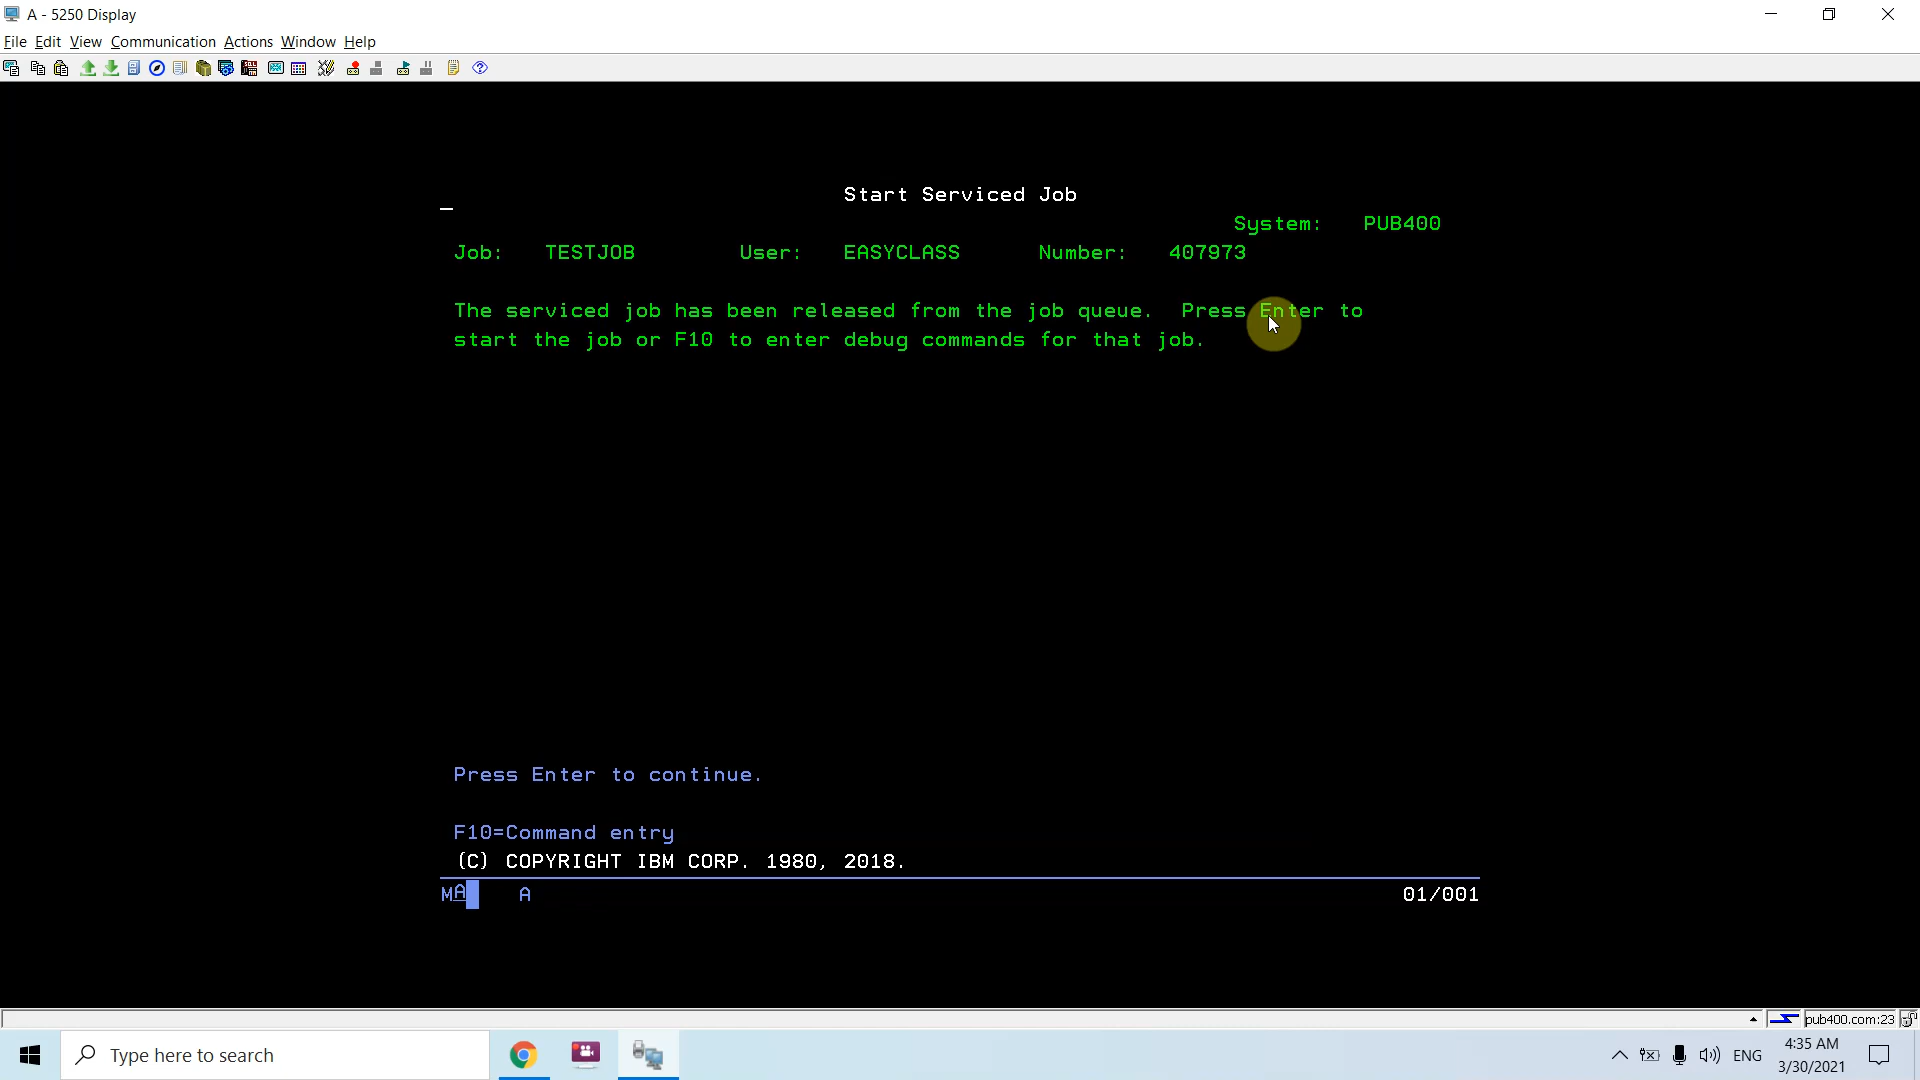 A - 5250 Display
File Edit View Communication Actions Window Help
Start Serviced Job
System: PUB400
Job: TESTJOB User: EASYCLASS Number: 407973
The serviced job has been released from the job queue. Press Enter to
start the job or F10 to enter debug commands for that job.
Press Enter to continue.
F10=Command entry
(C) COPYRIGHT IBM CORP. 1980, 2018.
MA A 01/001
pub400.com:23
Type here to search
ENG
4:35 AM
3/30/2021